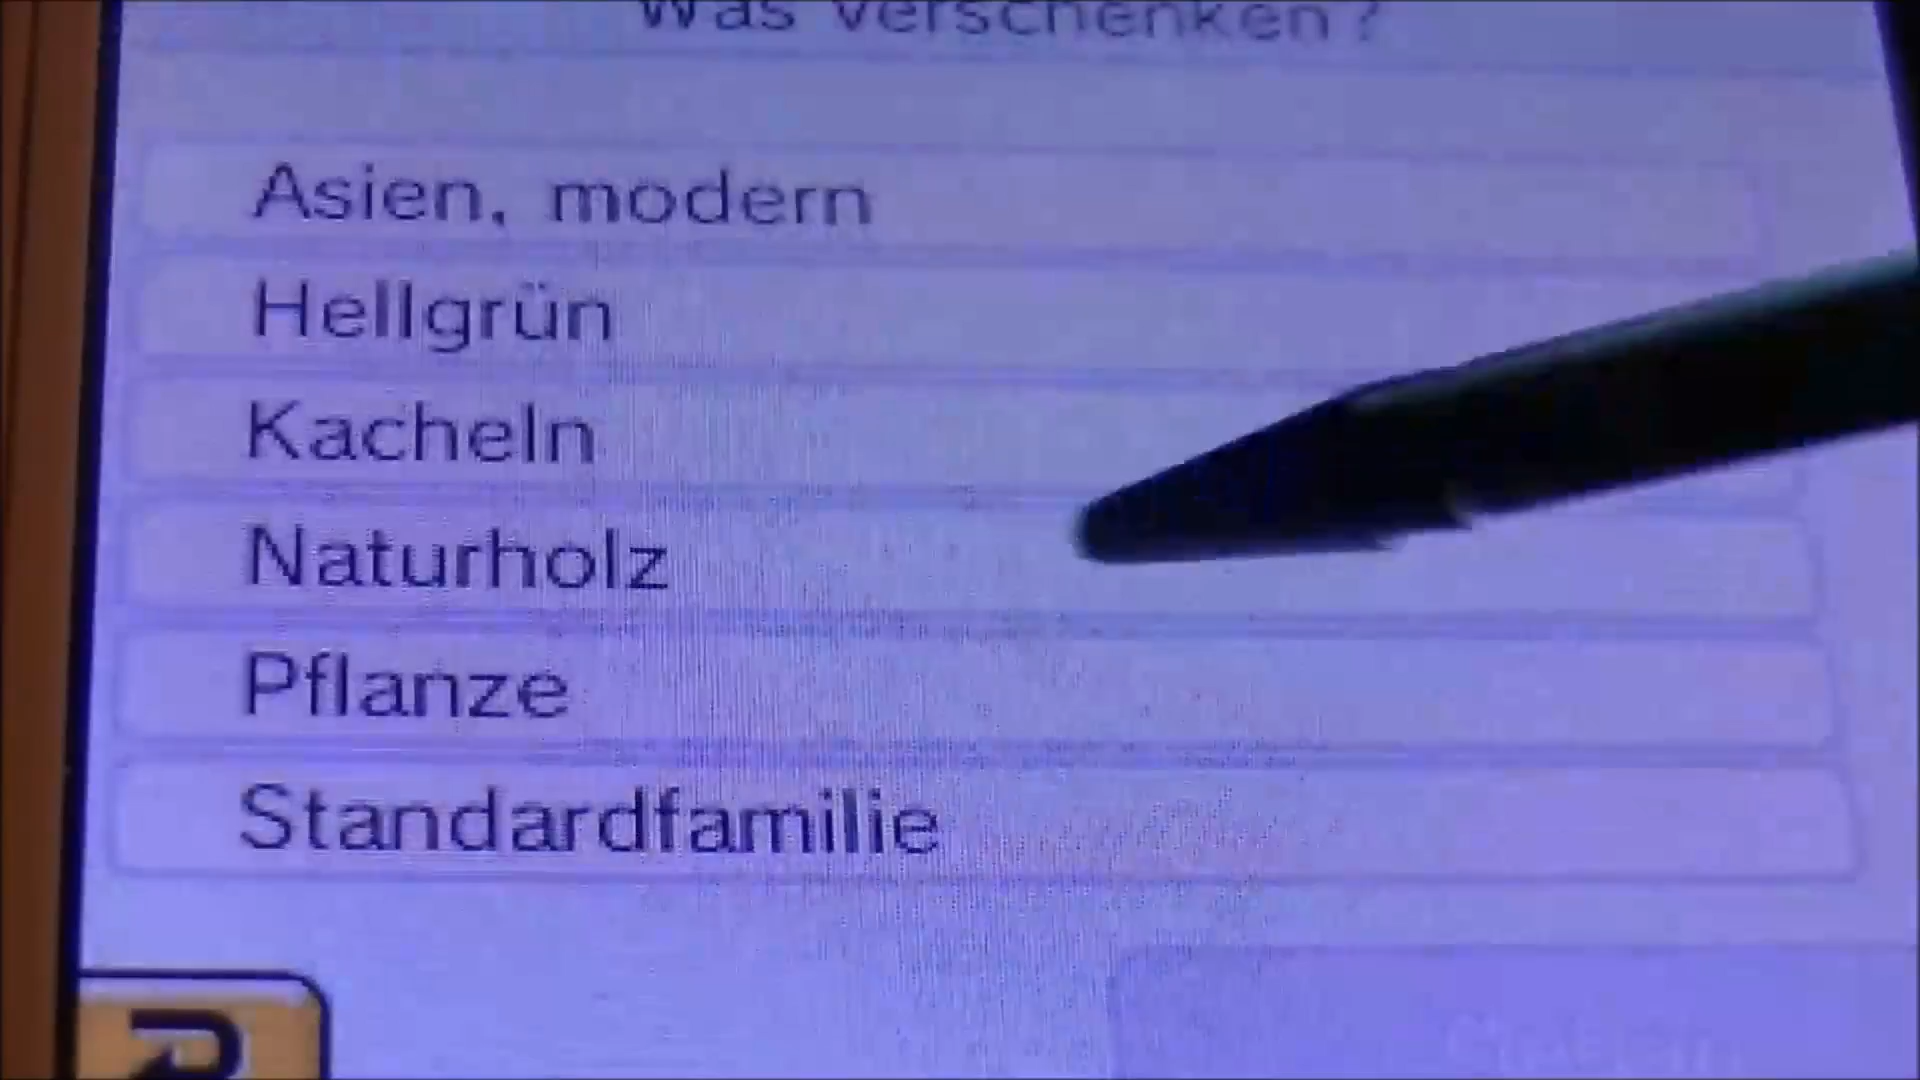 Was verschenken?
Asien, modern
Hellgrün
Kacheln
Naturholz
Pflanze
Standardfamilie